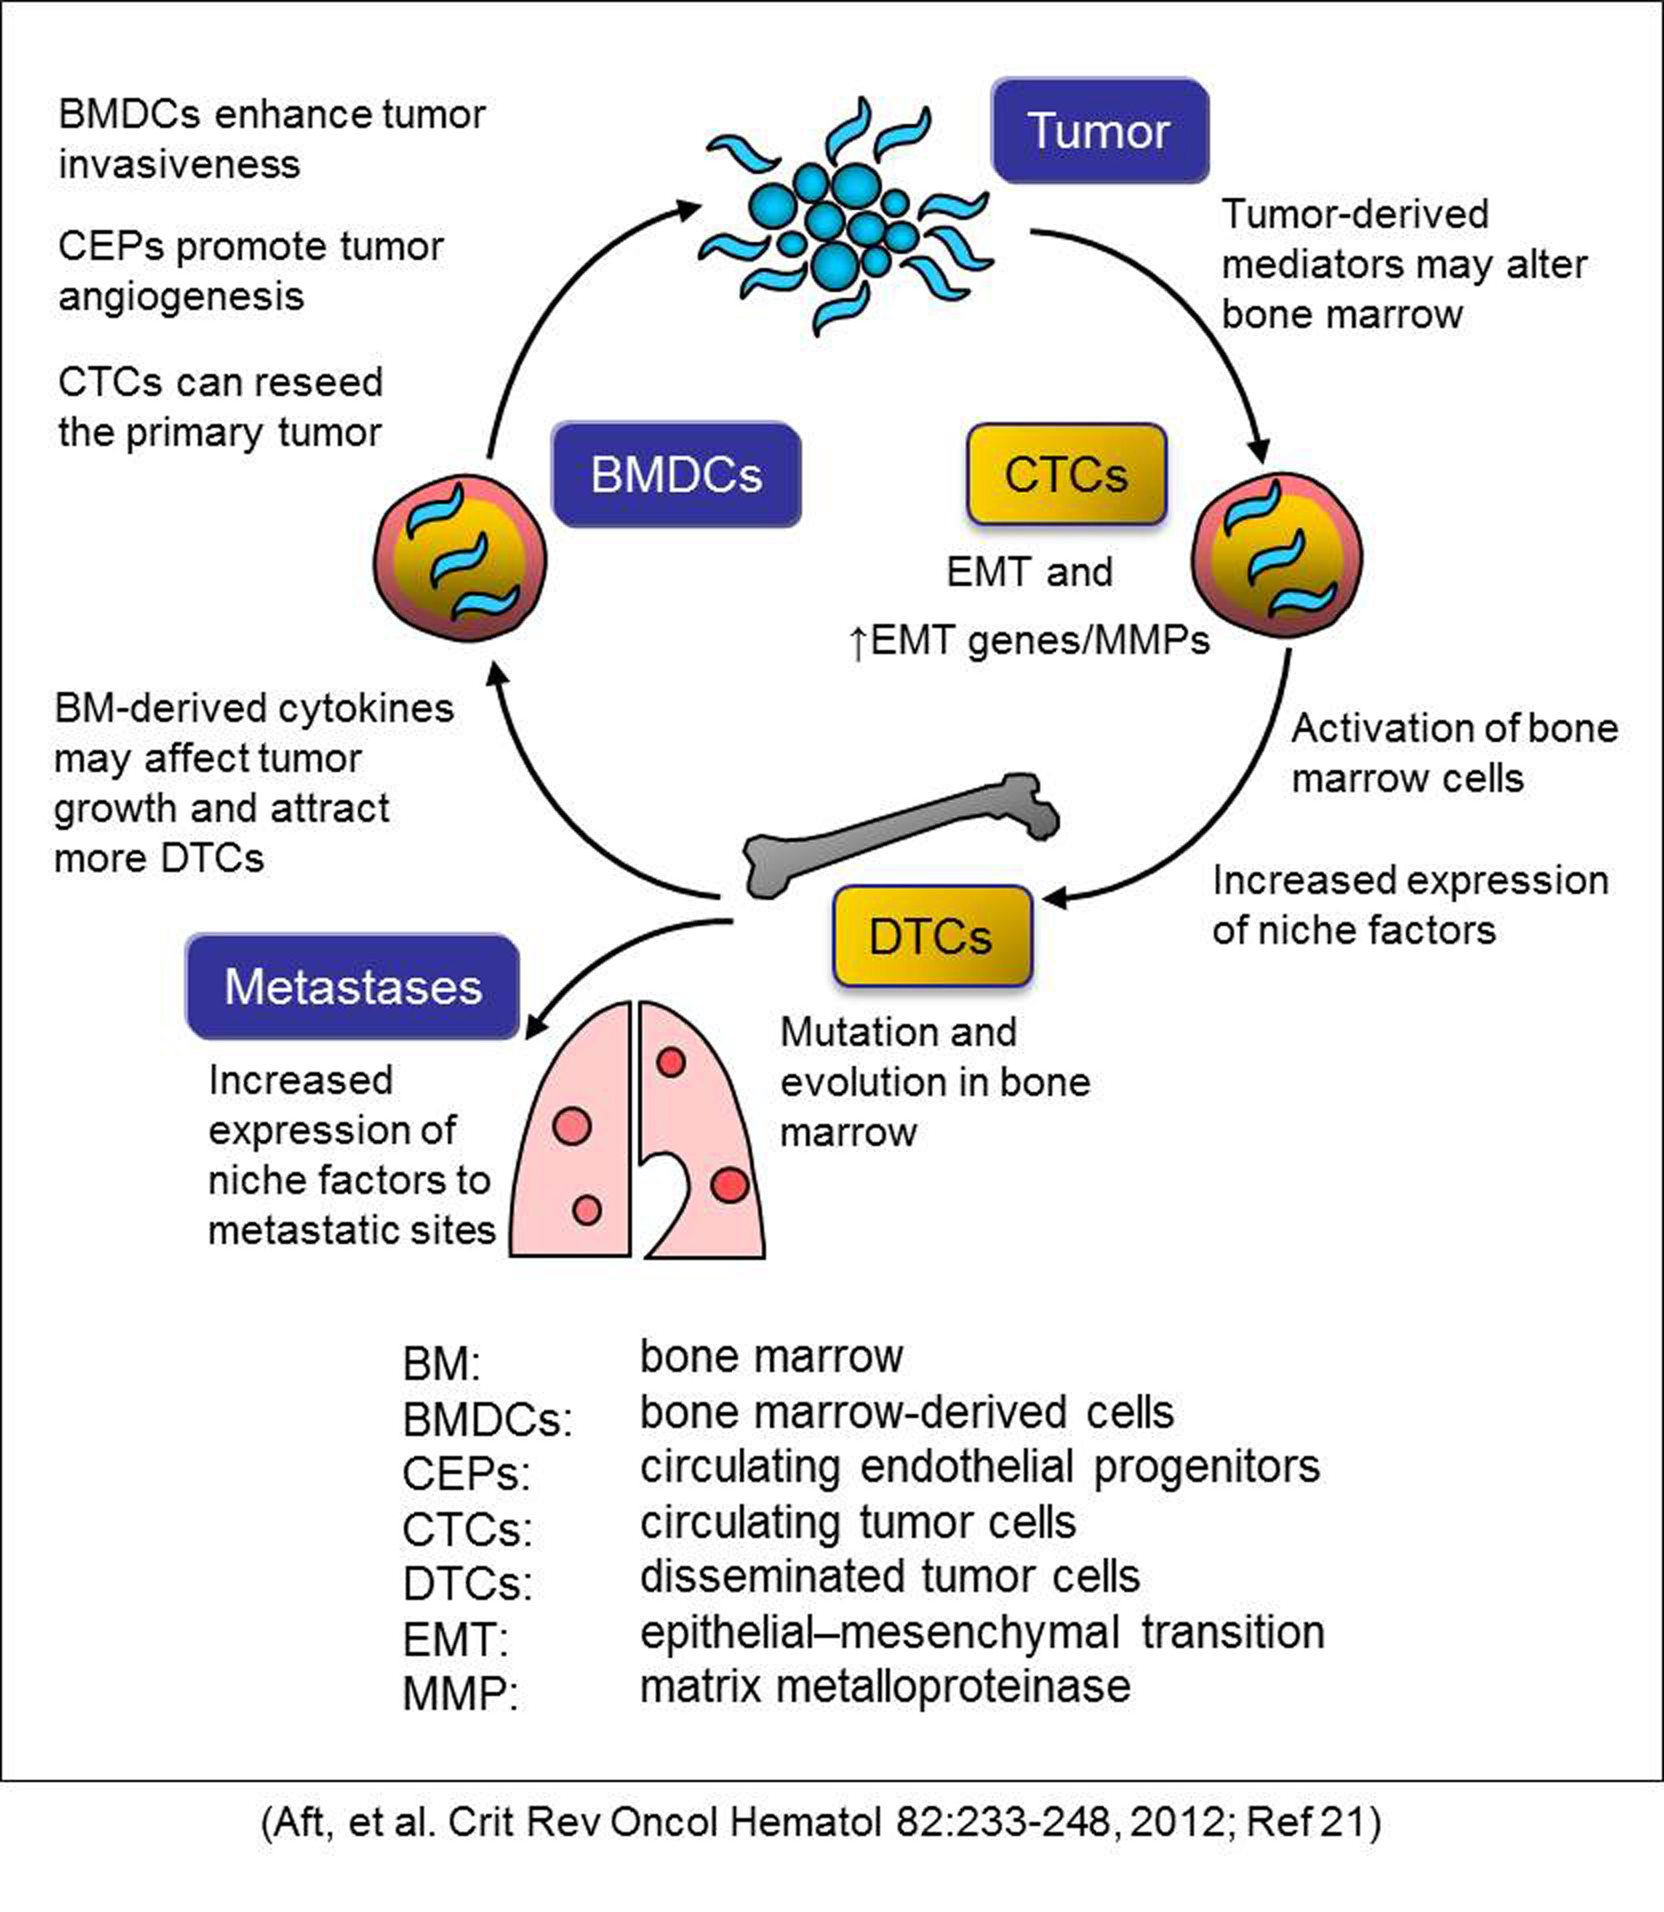 BMDCs enhance tumor
invasiveness
CEPs promote tumor
angiogenesis
CTCs can reseed
the primary tumor
Tumor
Tumor-derived
mediators may alter
bone marrow
BMDCs
CTCs
EMT and
↑EMT genes/MMPs
BM-derived cytokines
may affect tumor
growth and attract
more DTCs
Activation of bone
marrow cells
Increased expression
of niche factors
DTCs
Mutation and
evolution in bone
marrow
Metastases
Increased
expression of
niche factors to
metastatic sites
BM: bone marrow
BMDCs: bone marrow-derived cells
CEPs: circulating endothelial progenitors
CTCs: circulating tumor cells
DTCs: disseminated tumor cells
EMT: epithelial–mesenchymal transition
MMP: matrix metalloproteinase
(Aft, et al. Crit Rev Oncol Hematol 82:233-248, 2012; Ref 21)